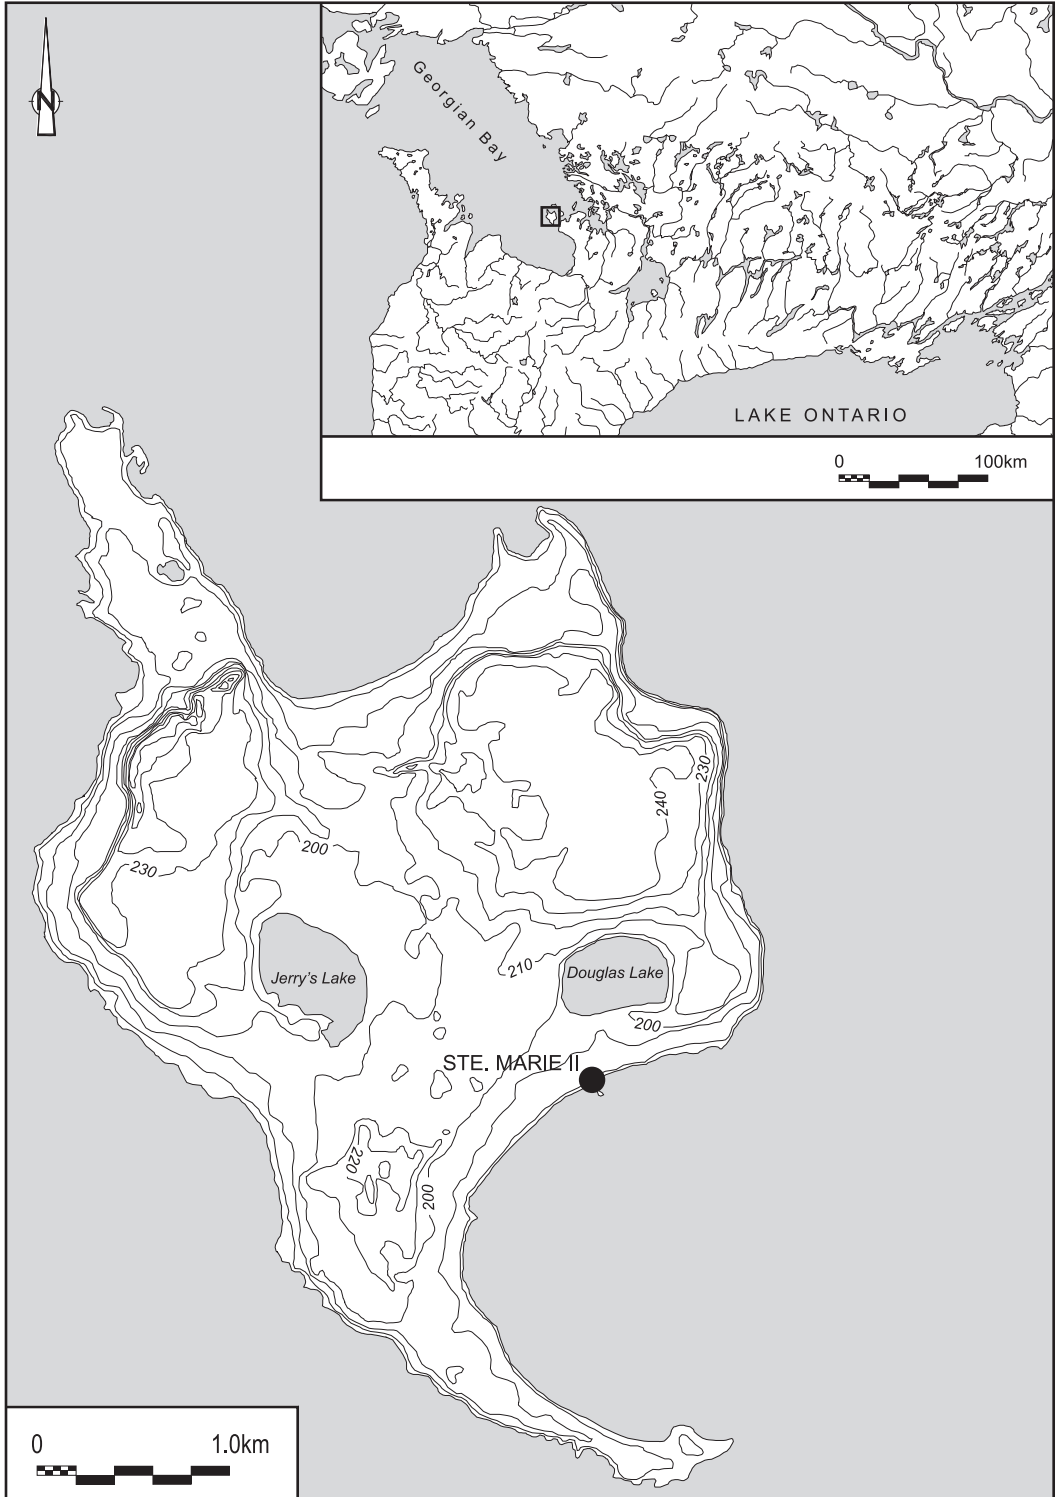 N
Georgian Bay
LAKE ONTARIO
0 100km
230
240
200
230
210
Jerry's Lake
Douglas Lake
200
STE. MARIE II
220
200
0 1.0km